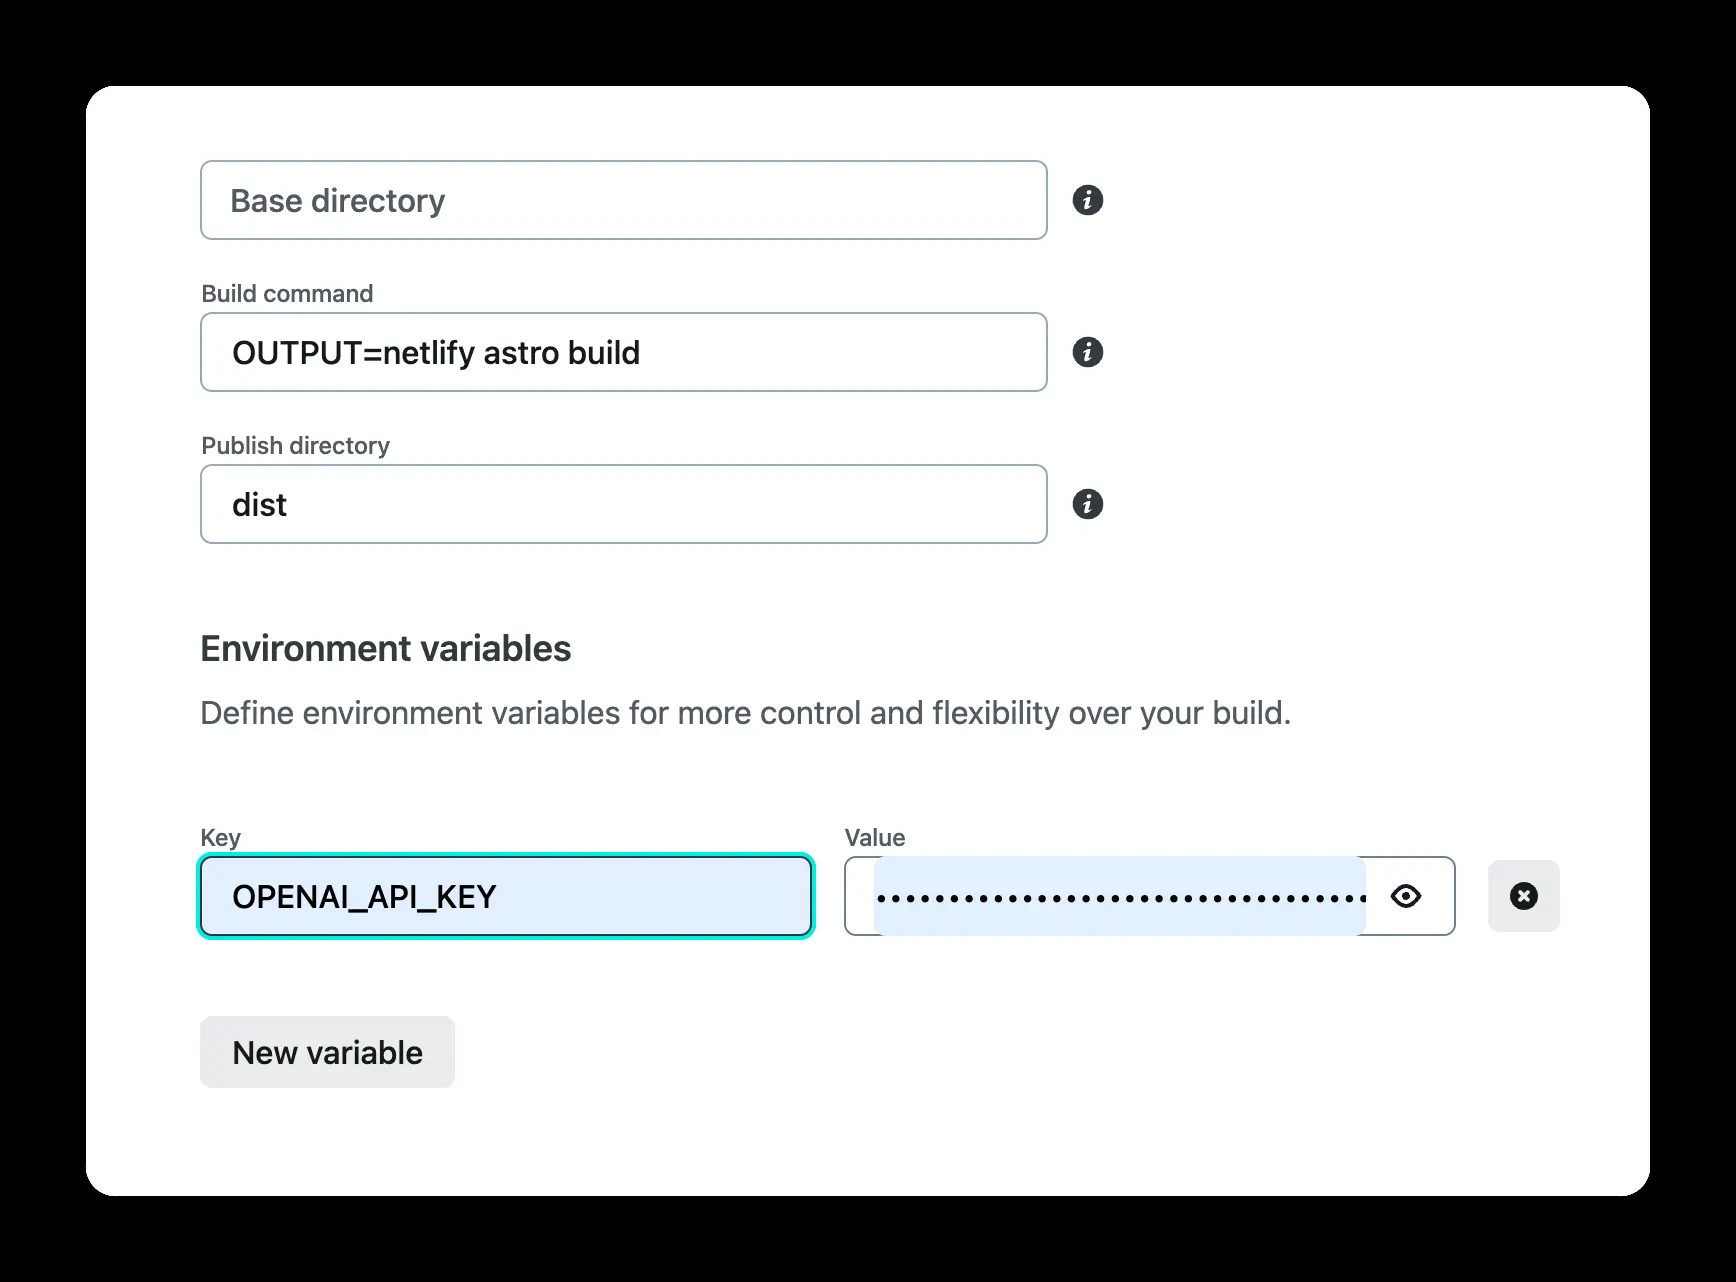 Base directory
Build command
OUTPUT=netlify astro build
Publish directory
dist
Environment variables
Define environment variables for more control and flexibility over your build.
Key
Value
OPENAI_API_KEY
New variable